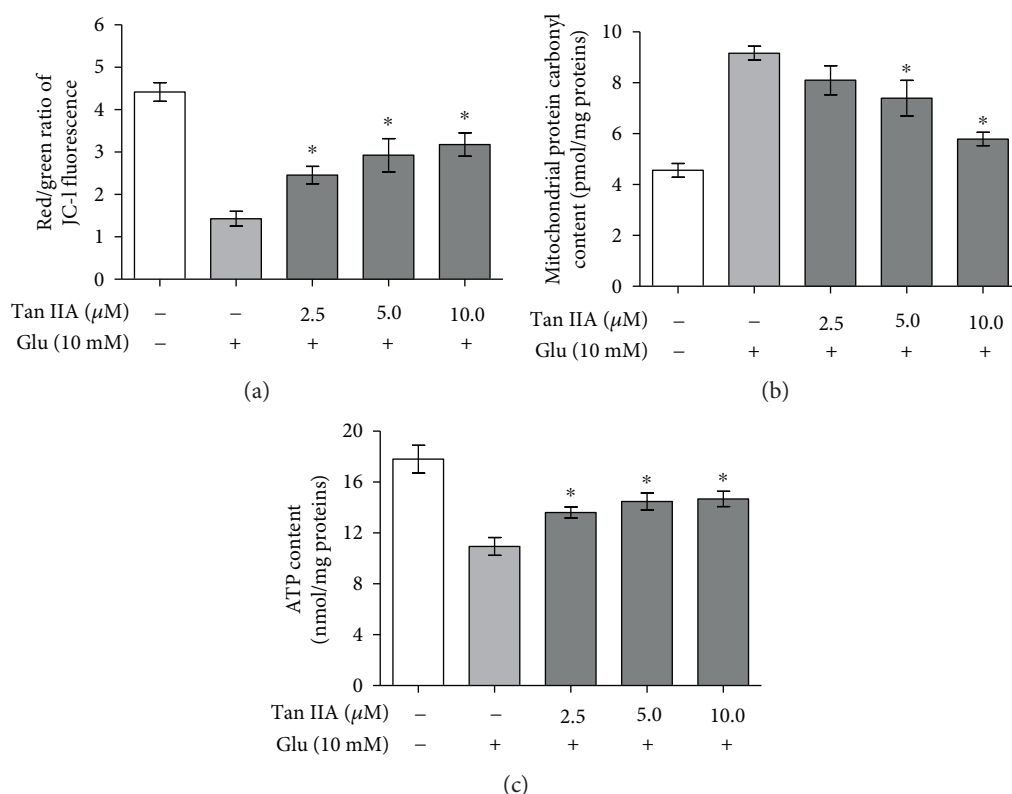 Red/green ratio of
JC-1 fluorescence
6
5
4
3
2
1
0
*
*
*
Tan IIA (μM) – – 2.5 5.0 10.0
Glu (10 mM) – + + + +
(a)
Mitochondrial protein carbonyl
content (pmol/mg proteins)
10
8
6
4
2
0
*
*
Tan IIA (μM) – – 2.5 5.0 10.0
Glu (10 mM) – + + + +
(b)
ATP content
(nmol/mg proteins)
20
16
12
8
4
0
*
*
*
Tan IIA (μM) – – 2.5 5.0 10.0
Glu (10 mM) – + + + +
(c)